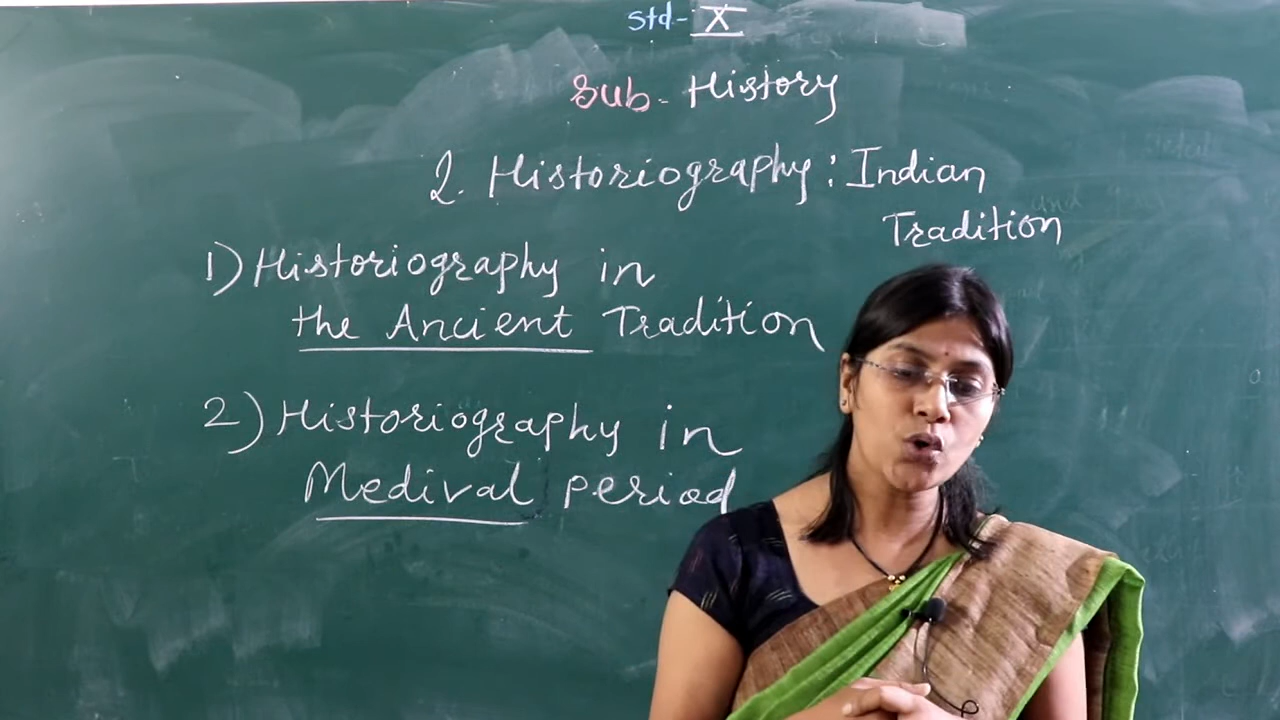 Std- X
Sub- History
2. Historiography: Indian
Tradition
1) Historiography in
the Ancient Tradition
2) Historiography in
Medival period